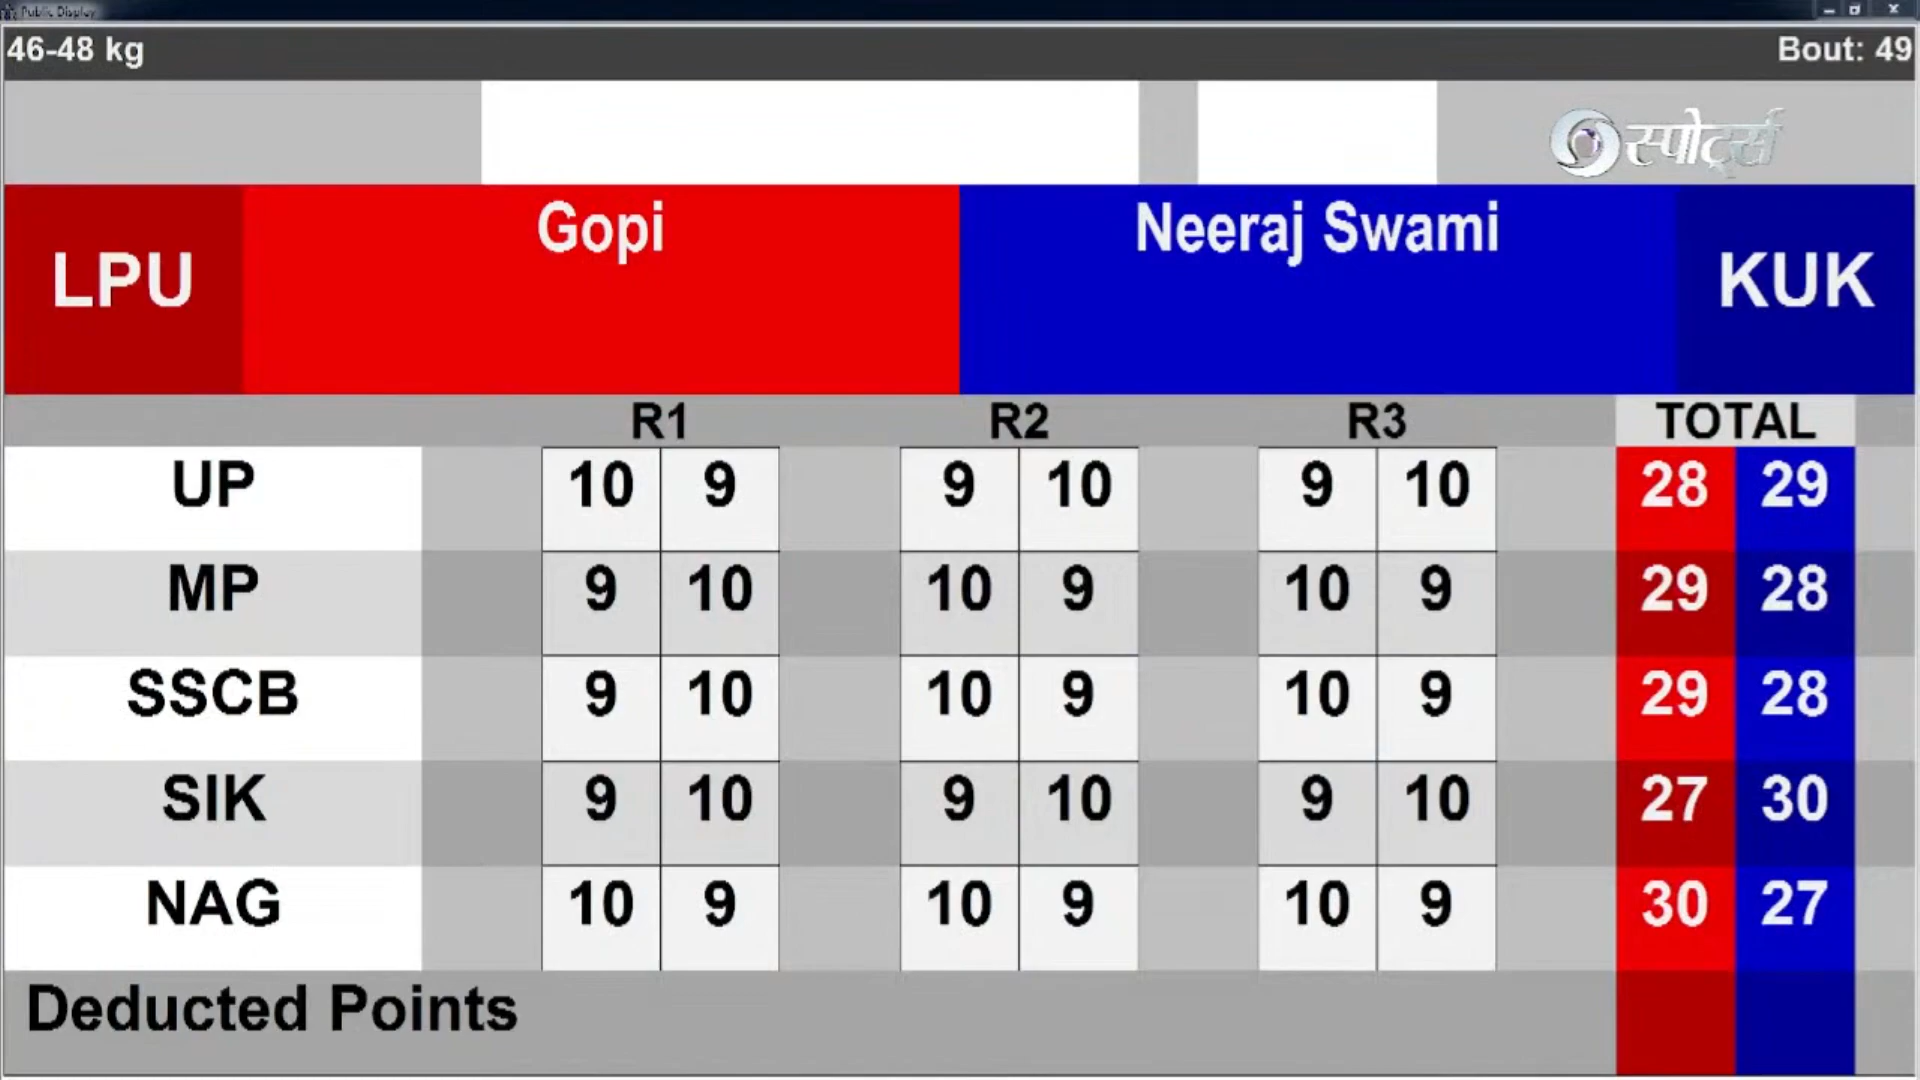 Public Display
46-48 kg Bout: 49
स्पोर्ट्स
LPU Gopi Neeraj Swami KUK
R1 R2 R3 TOTAL
UP 10 9 9 10 9 10 28 29
MP 9 10 10 9 10 9 29 28
SSCB 9 10 10 9 10 9 29 28
SIK 9 10 9 10 9 10 27 30
NAG 10 9 10 9 10 9 30 27
Deducted Points